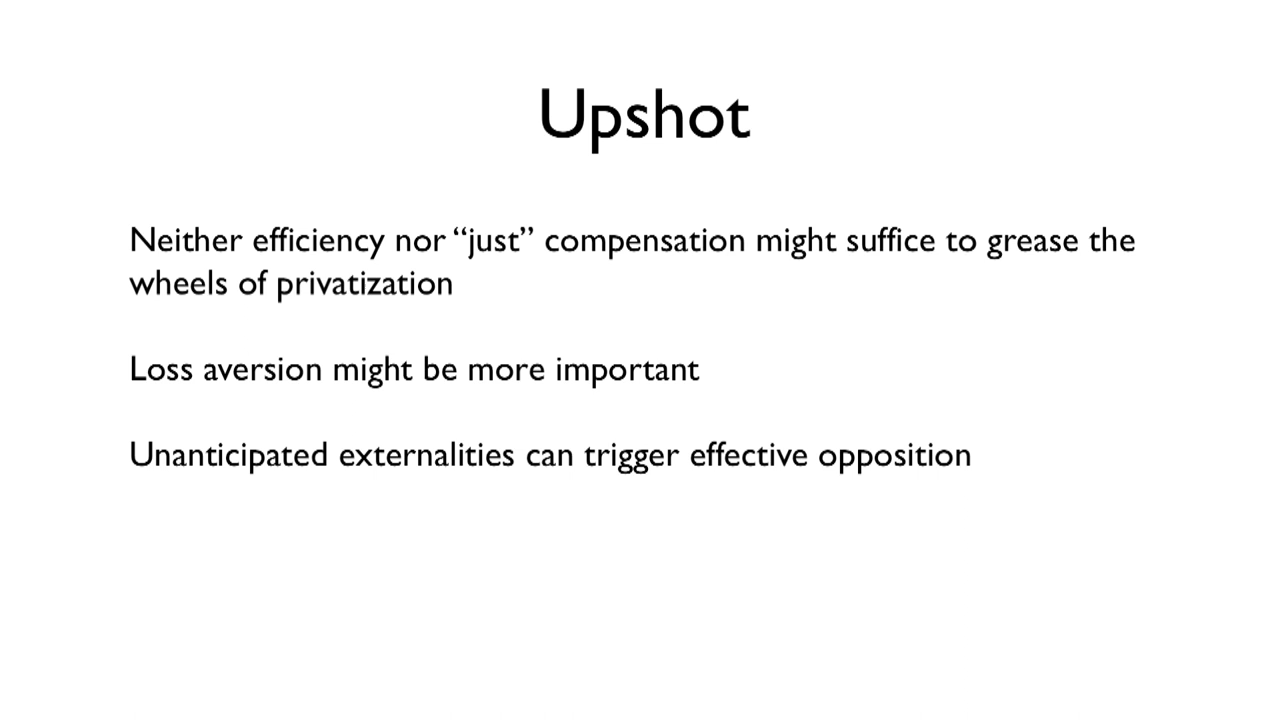 Upshot
Neither efficiency nor “just” compensation might suffice to grease the
wheels of privatization
Loss aversion might be more important
Unanticipated externalities can trigger effective opposition